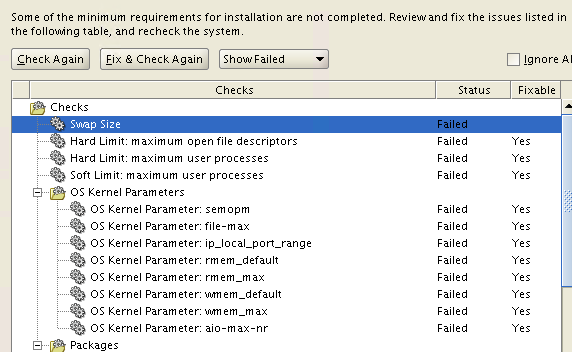 Some of the minimum requirements for installation are not completed. Review and fix the issues listed in
the following table, and recheck the system.
Check Again Fix & Check Again Show Failed Ignore Al
Checks Status Fixable
Checks
Swap Size Failed
Hard Limit: maximum open file descriptors Failed Yes
Hard Limit: maximum user processes Failed Yes
Soft Limit: maximum user processes Failed Yes
OS Kernel Parameters
OS Kernel Parameter: semopm Failed Yes
OS Kernel Parameter: file-max Failed Yes
OS Kernel Parameter: ip_local_port_range Failed Yes
OS Kernel Parameter: rmem_default Failed Yes
OS Kernel Parameter: rmem_max Failed Yes
OS Kernel Parameter: wmem_default Failed Yes
OS Kernel Parameter: wmem_max Failed Yes
OS Kernel Parameter: aio-max-nr Failed Yes
Packages